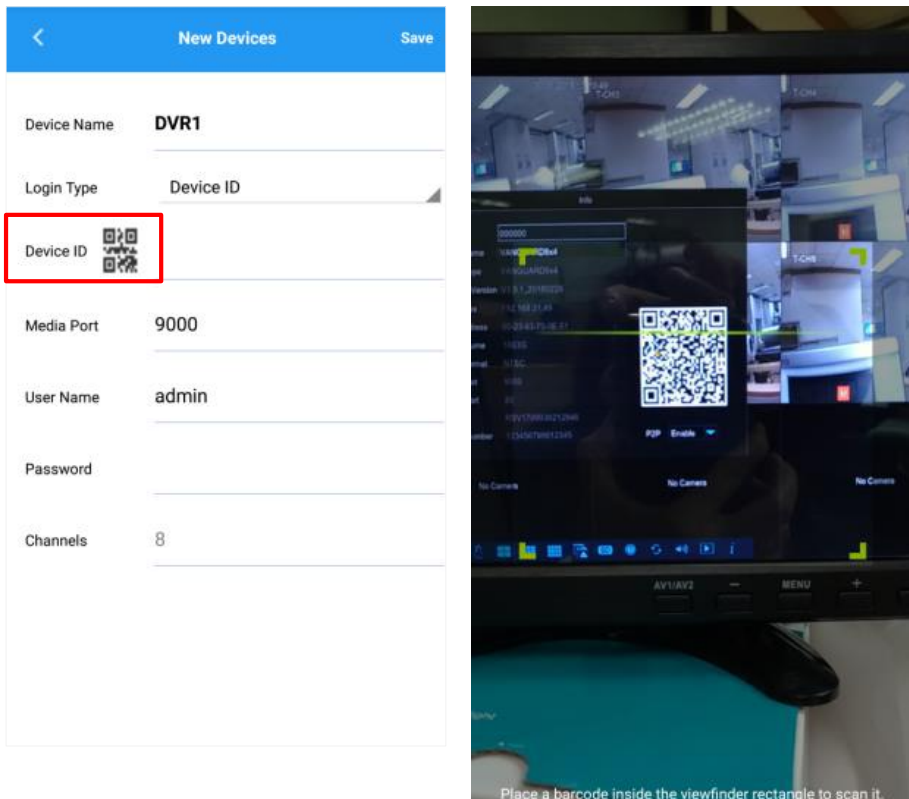 New Devices
Save
Device Name
DVR1
Login Type
Device ID
Device ID
Media Port
9000
User Name
admin
Password
Channels
8
T-CH3
T-CH4
Info
000000
T-CH8
P2P Enable
No Camera
No Camera
No Camera
AV1/AV2
MENU
Place a barcode inside the viewfinder rectangle to scan it.